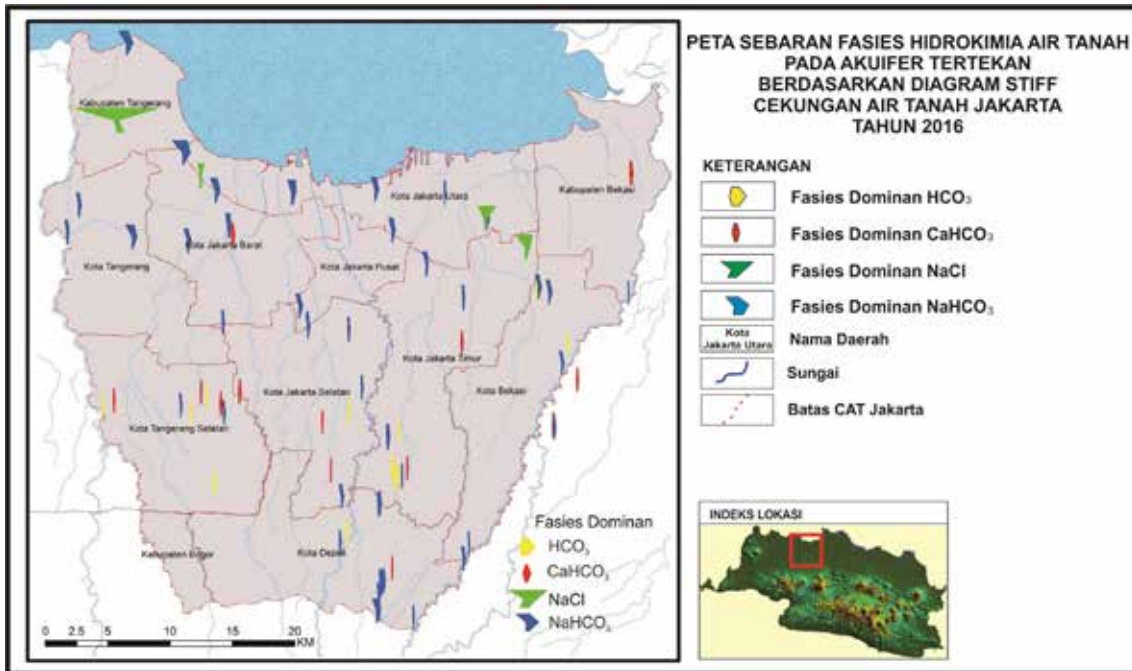 PETA SEBARAN FASIES HIDROKIMIA AIR TANAH
PADA AKUIFER TERTEKAN
BERDASARKAN DIAGRAM STIFF
CEKUNGAN AIR TANAH JAKARTA
TAHUN 2016
KETERANGAN
Fasies Dominan HCO₃
Fasies Dominan CaHCO₃
Fasies Dominan NaCl
Fasies Dominan NaHCO₃
Kota
Jakarta Utara
Nama Daerah
Sungai
Batas CAT Jakarta
INDEKS LOKASI
Kabupaten Tangerang
Kota Jakarta Utara
Kabupaten Bekasi
Kota Jakarta Barat
Kota Tangerang
Kota Jakarta Pusat
Kota Jakarta Timur
Kota Bekasi
Kota Jakarta Selatan
Kota Tangerang Selatan
Kabupaten Bogor
Kota Depok
Fasies Dominan
HCO₃
CaHCO₃
NaCl
NaHCO₃
0 2.5 5 10 15 20
KM